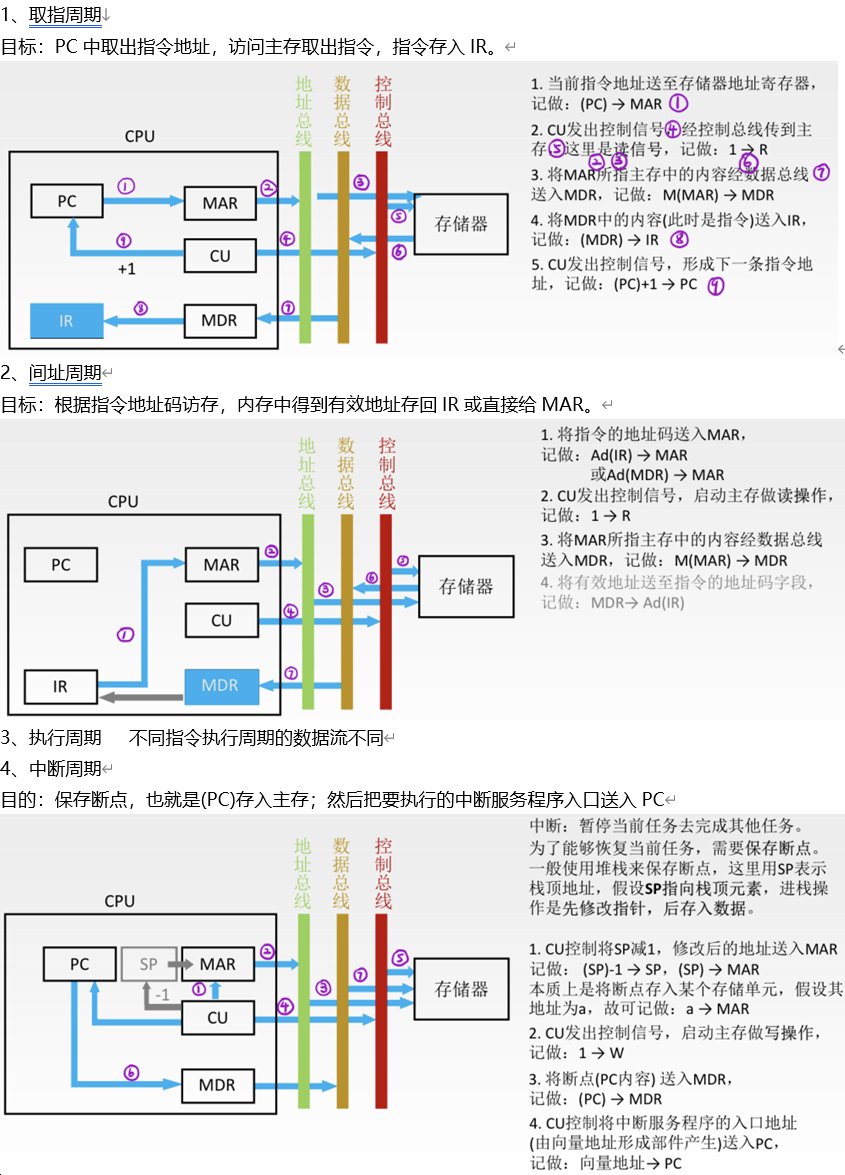 1、取指周期↓
目标：PC 中取出指令地址，访问主存取出指令，指令存入 IR。↵
地址总线
数据总线
控制总线
CPU
PC
①
MAR
②
③
⑤
存储器
⑨
+1
CU
④
⑥
IR
⑧
MDR
⑦
1. 当前指令地址送至存储器地址寄存器，
记做：(PC) → MAR ①
2. CU发出控制信号④经控制总线传到主
存⑤这里是读信号，记做：1 → R
② ③ ⑥
3. 将MAR所指主存中的内容经数据总线 ⑦
送入MDR，记做：M(MAR) → MDR
4. 将MDR中的内容(此时是指令)送入IR，
记做：(MDR) → IR ⑧
5. CU发出控制信号，形成下一条指令地
址，记做：(PC)+1 → PC ⑨
↵
2、间址周期↵
目标：根据指令地址码访存，内存中得到有效地址存回 IR 或直接给 MAR。↵
地址总线
数据总线
控制总线
CPU
PC
MAR
②
⑤
⑥
③
存储器
CU
④
①
IR
MDR
⑦
1. 将指令的地址码送入MAR，
记做：Ad(IR) → MAR
或Ad(MDR) → MAR
2. CU发出控制信号，启动主存做读操作，
记做：1 → R
3. 将MAR所指主存中的内容经数据总线
送入MDR，记做：M(MAR) → MDR
4. 将有效地址送至指令的地址码字段，
记做：MDR→ Ad(IR)
3、执行周期 不同指令执行周期的数据流不同↵
4、中断周期↵
目的：保存断点，也就是(PC)存入主存；然后把要执行的中断服务程序入口送入 PC↵
地址总线
数据总线
控制总线
CPU
PC
SP
MAR
②
⑤
⑦
③
存储器
-1
①
CU
④
⑥
MDR
中断：暂停当前任务去完成其他任务。
为了能够恢复当前任务，需要保存断点。
一般使用堆栈来保存断点，这里用SP表示
栈顶地址，假设SP指向栈顶元素，进栈操
作是先修改指针，后存入数据。
1. CU控制将SP减1，修改后的地址送入MAR
记做： (SP)-1 → SP，(SP) → MAR
本质上是将断点存入某个存储单元，假设其
地址为a，故可记做：a → MAR
2. CU发出控制信号，启动主存做写操作，
记做：1 → W
3. 将断点(PC内容) 送入MDR，
记做：(PC) → MDR
4. CU控制将中断服务程序的入口地址
(由向量地址形成部件产生)送入PC，
记做：向量地址→ PC